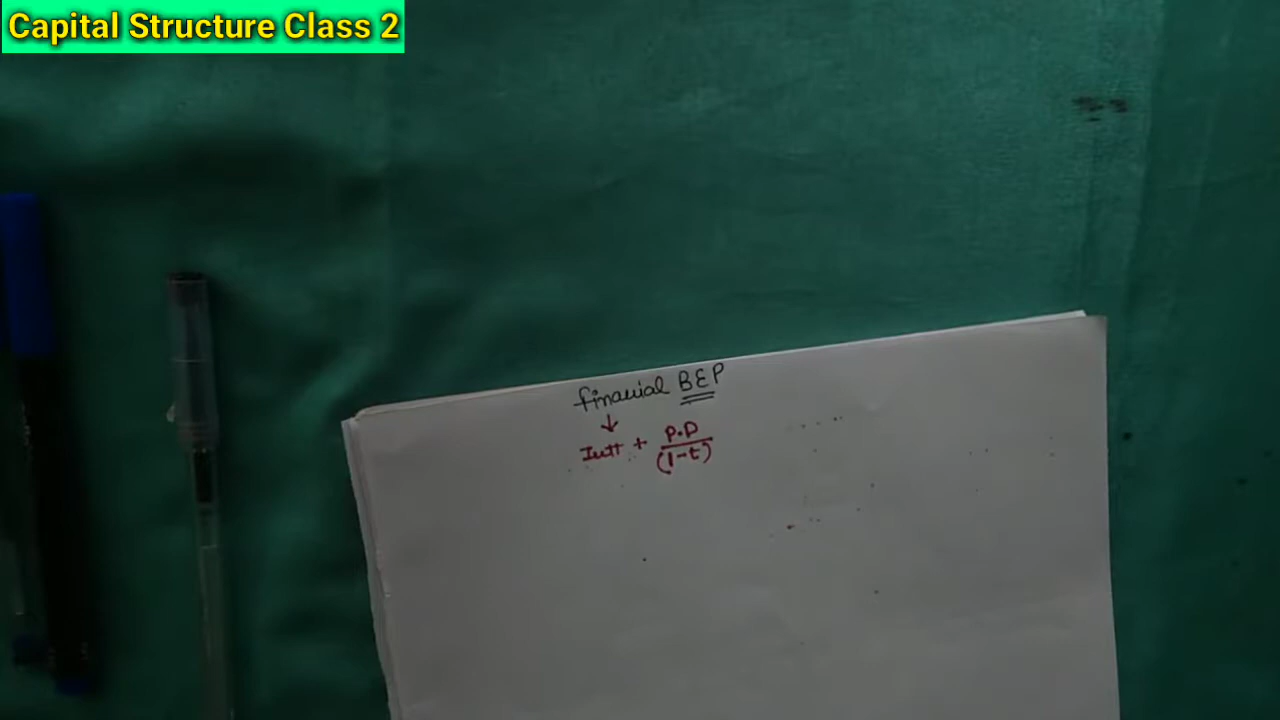 Capital Structure Class 2
financial BEP
↓
Intt + P.D
(1-t)